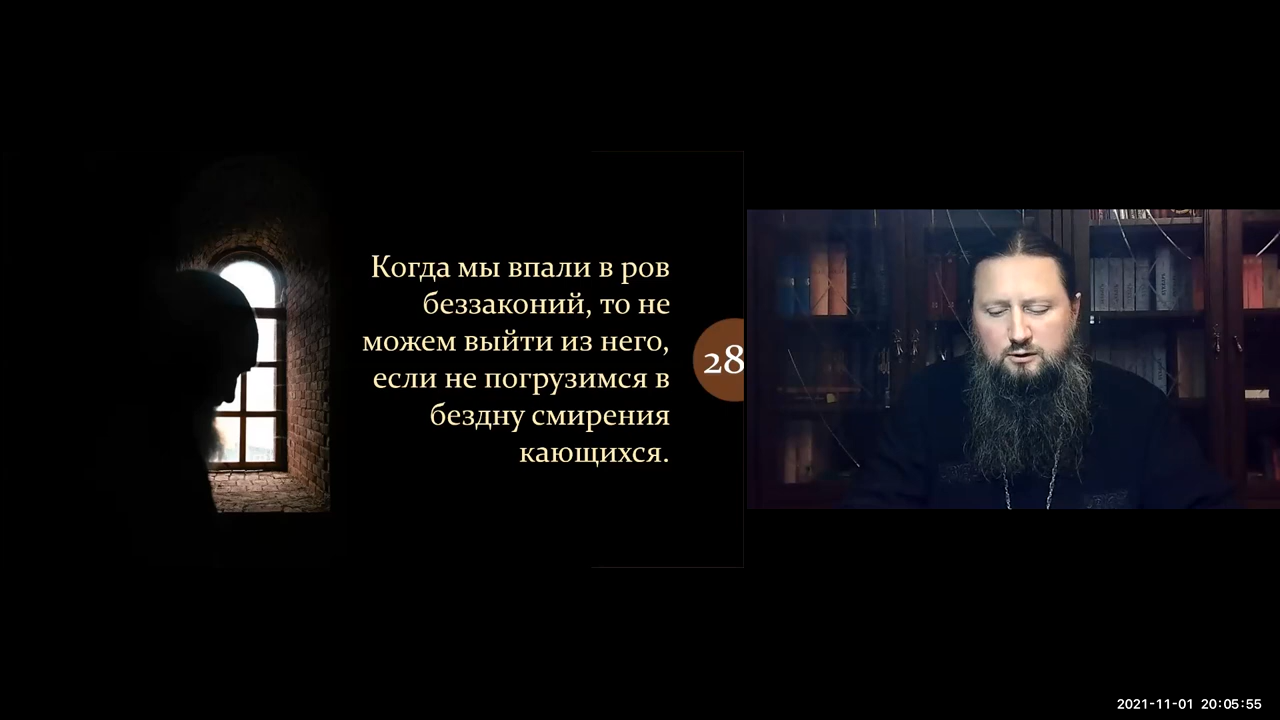 Когда мы впали в ров
беззаконий, то не
можем выйти из него,
если не погрузимся в
бездну смирения
кающихся.
28
2021-11-01 20:05:55